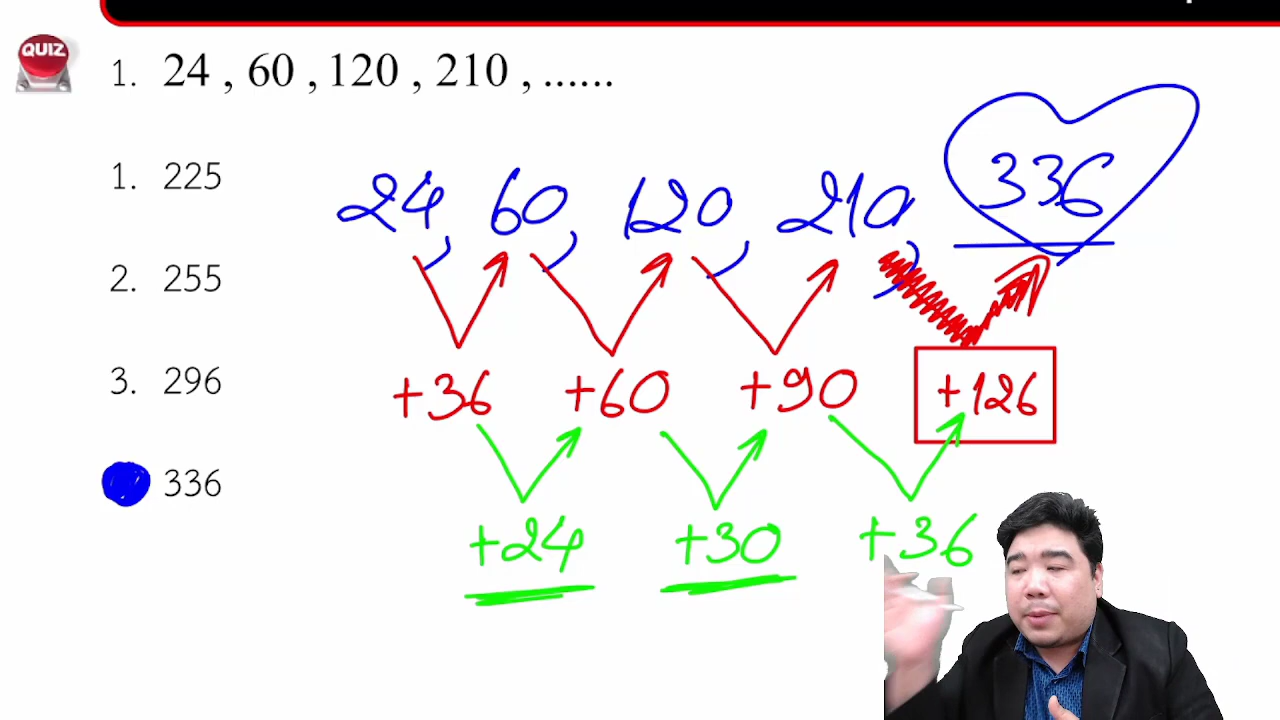 QUIZ
1. 24 , 60 , 120 , 210 , ......
1. 225
24, 60, 120, 210, 336
2. 255
3. 296
+36 +60 +90 +126
336
+24 +30 +36